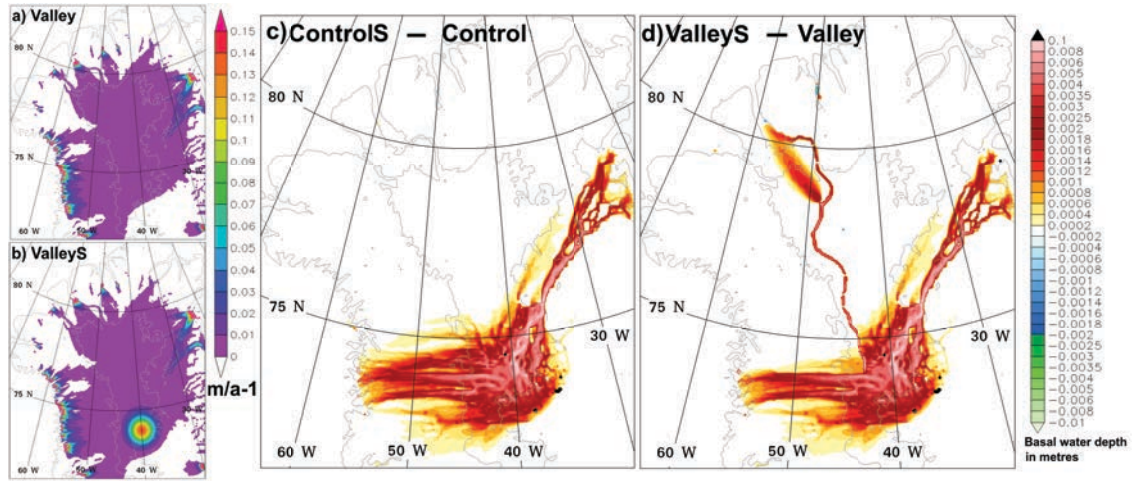 a) Valley
80 N
75 N
60 W
40 W
b) ValleyS
80 N
75 N
60 W
40 W
0.15
0.14
0.13
0.12
0.11
0.1
0.09
0.08
0.07
0.06
0.05
0.04
0.03
0.02
0.01
0
m/a-1
c) ControlS — Control
80 N
75 N
30 W
60 W
50 W
40 W
d) ValleyS — Valley
80 N
75 N
30 W
60 W
50 W
40 W
0.1
0.008
0.006
0.005
0.004
0.0035
0.003
0.0025
0.002
0.0018
0.0016
0.0014
0.0012
0.001
0.0006
0.0004
0.0002
−0.0002
−0.0004
−0.0006
−0.0008
−0.0012
−0.0014
−0.0016
−0.0018
−0.002
−0.0025
−0.003
−0.0035
−0.004
−0.005
−0.006
−0.008
−0.01
Basal water depth
in metres